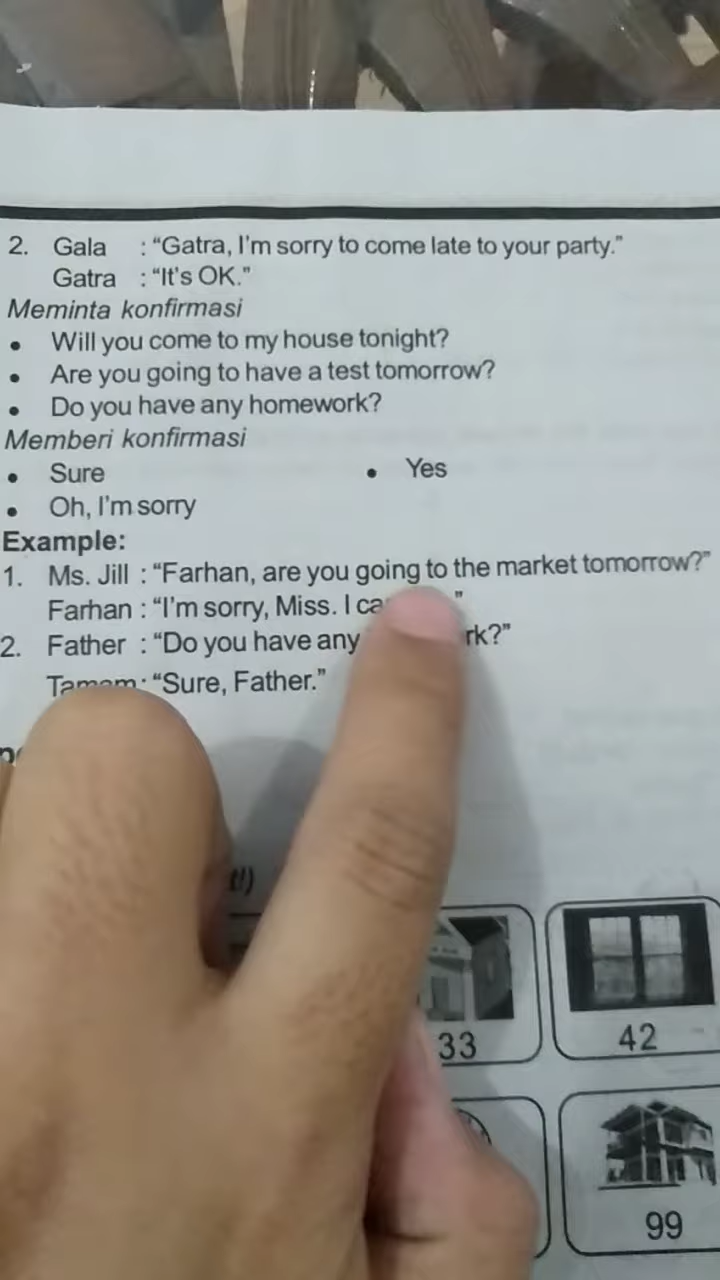 2. Gala : “Gatra, I'm sorry to come late to your party.”
Gatra : “It's OK.”
Meminta konfirmasi
• Will you come to my house tonight?
• Are you going to have a test tomorrow?
• Do you have any homework?
Memberi konfirmasi
• Sure • Yes
• Oh, I'm sorry
Example:
1. Ms. Jill : “Farhan, are you going to the market tomorrow?”
Farhan : “I'm sorry, Miss. I ”
2. Father : “Do you have any ?”
: “Sure, Father.”
33
42
99